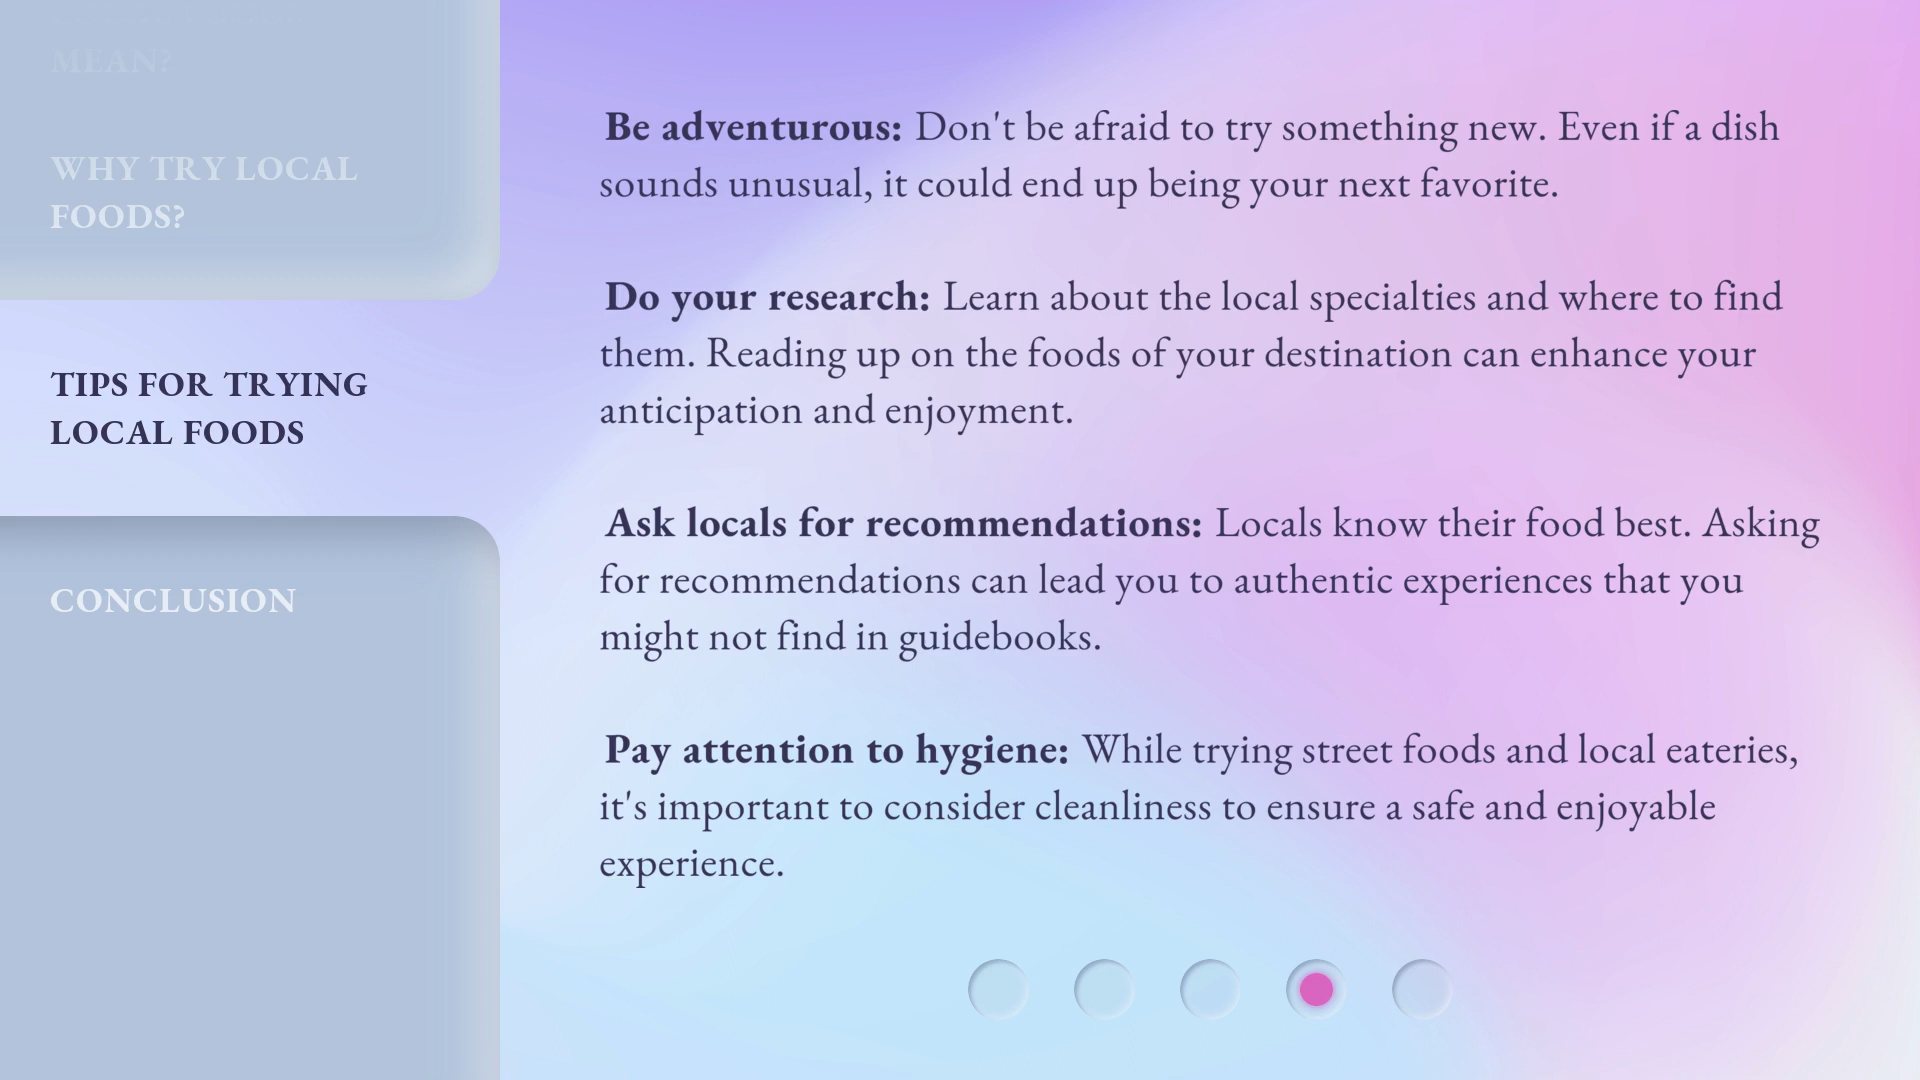 MEAN?
WHY TRY LOCAL
FOODS?
TIPS FOR TRYING
LOCAL FOODS
CONCLUSION
Be adventurous: Don't be afraid to try something new. Even if a dish
sounds unusual, it could end up being your next favorite.
Do your research: Learn about the local specialties and where to find
them. Reading up on the foods of your destination can enhance your
anticipation and enjoyment.
Ask locals for recommendations: Locals know their food best. Asking
for recommendations can lead you to authentic experiences that you
might not find in guidebooks.
Pay attention to hygiene: While trying street foods and local eateries,
it's important to consider cleanliness to ensure a safe and enjoyable
experience.